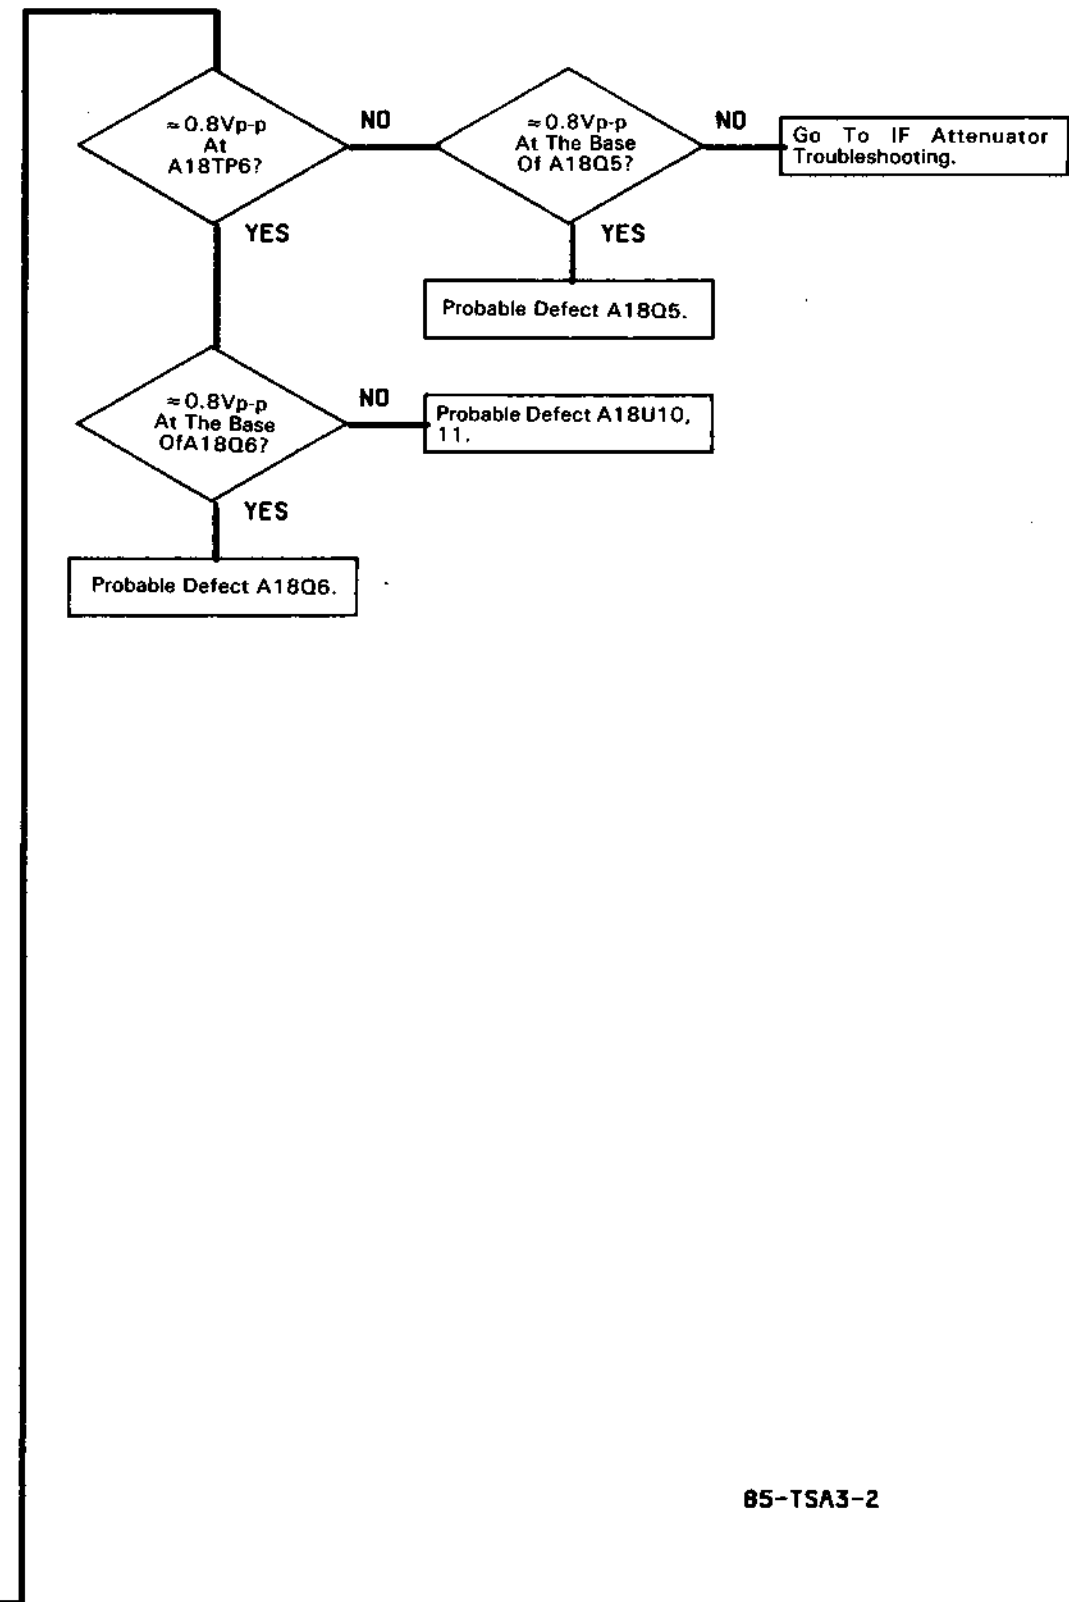 ≈0.8Vp-p
At
A18TP6?
NO
≈0.8Vp-p
At The Base
Of A18Q5?
NO
Go To IF Attenuator
Troubleshooting.
YES
YES
Probable Defect A18Q5.
≈0.8Vp-p
At The Base
OfA18Q6?
NO
Probable Defect A18U10,
11.
YES
Probable Defect A18Q6.
85-TSA3-2